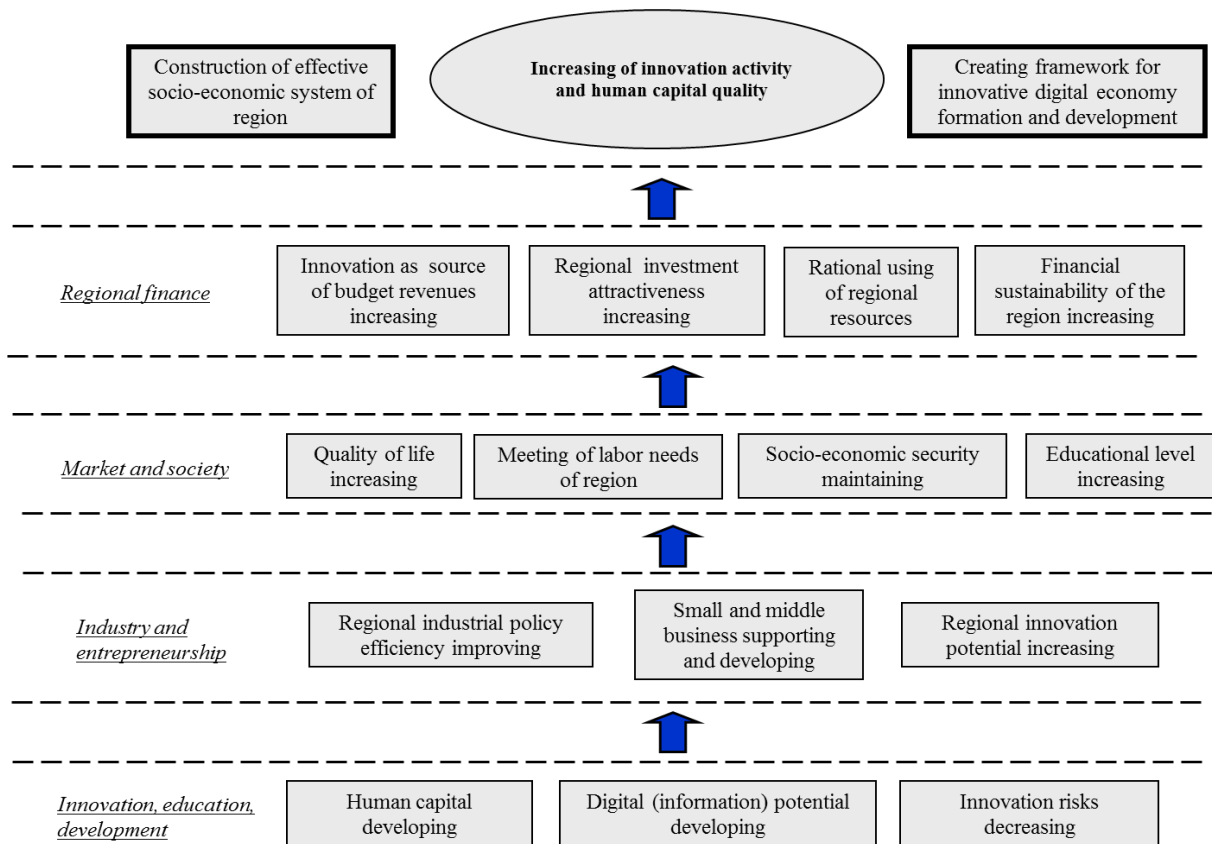 Construction of effective
socio-economic system of
region
Increasing of innovation activity
and human capital quality
Creating framework for
innovative digital economy
formation and development
Regional finance
Innovation as source
of budget revenues
increasing
Regional investment
attractiveness
increasing
Rational using
of regional
resources
Financial
sustainability of the
region increasing
Market and society
Quality of life
increasing
Meeting of labor needs
of region
Socio-economic security
maintaining
Educational level
increasing
Industry and
entrepreneurship
Regional industrial policy
efficiency improving
Small and middle
business supporting
and developing
Regional innovation
potential increasing
Innovation, education,
development
Human capital
developing
Digital (information) potential
developing
Innovation risks
decreasing